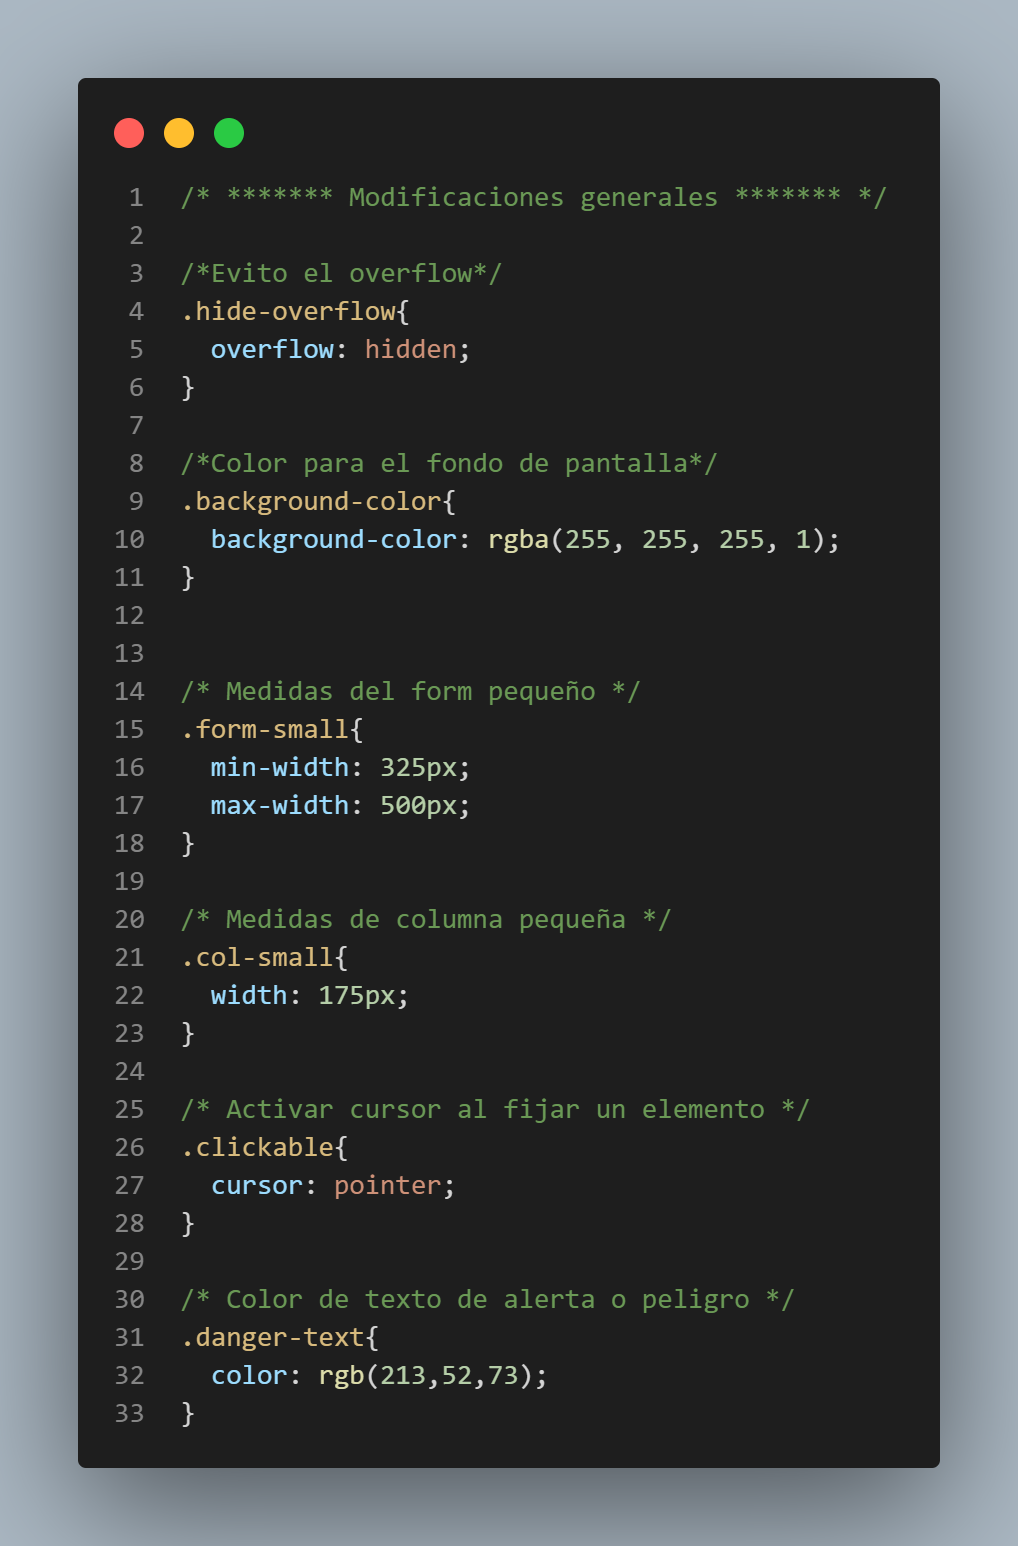 1 /* ******* Modificaciones generales ******* */
2
3 /*Evito el overflow*/
4 .hide-overflow{
5   overflow: hidden;
6 }
7
8 /*Color para el fondo de pantalla*/
9 .background-color{
10   background-color: rgba(255, 255, 255, 1);
11 }
12
13
14 /* Medidas del form pequeño */
15 .form-small{
16   min-width: 325px;
17   max-width: 500px;
18 }
19
20 /* Medidas de columna pequeña */
21 .col-small{
22   width: 175px;
23 }
24
25 /* Activar cursor al fijar un elemento */
26 .clickable{
27   cursor: pointer;
28 }
29
30 /* Color de texto de alerta o peligro */
31 .danger-text{
32   color: rgb(213,52,73);
33 }